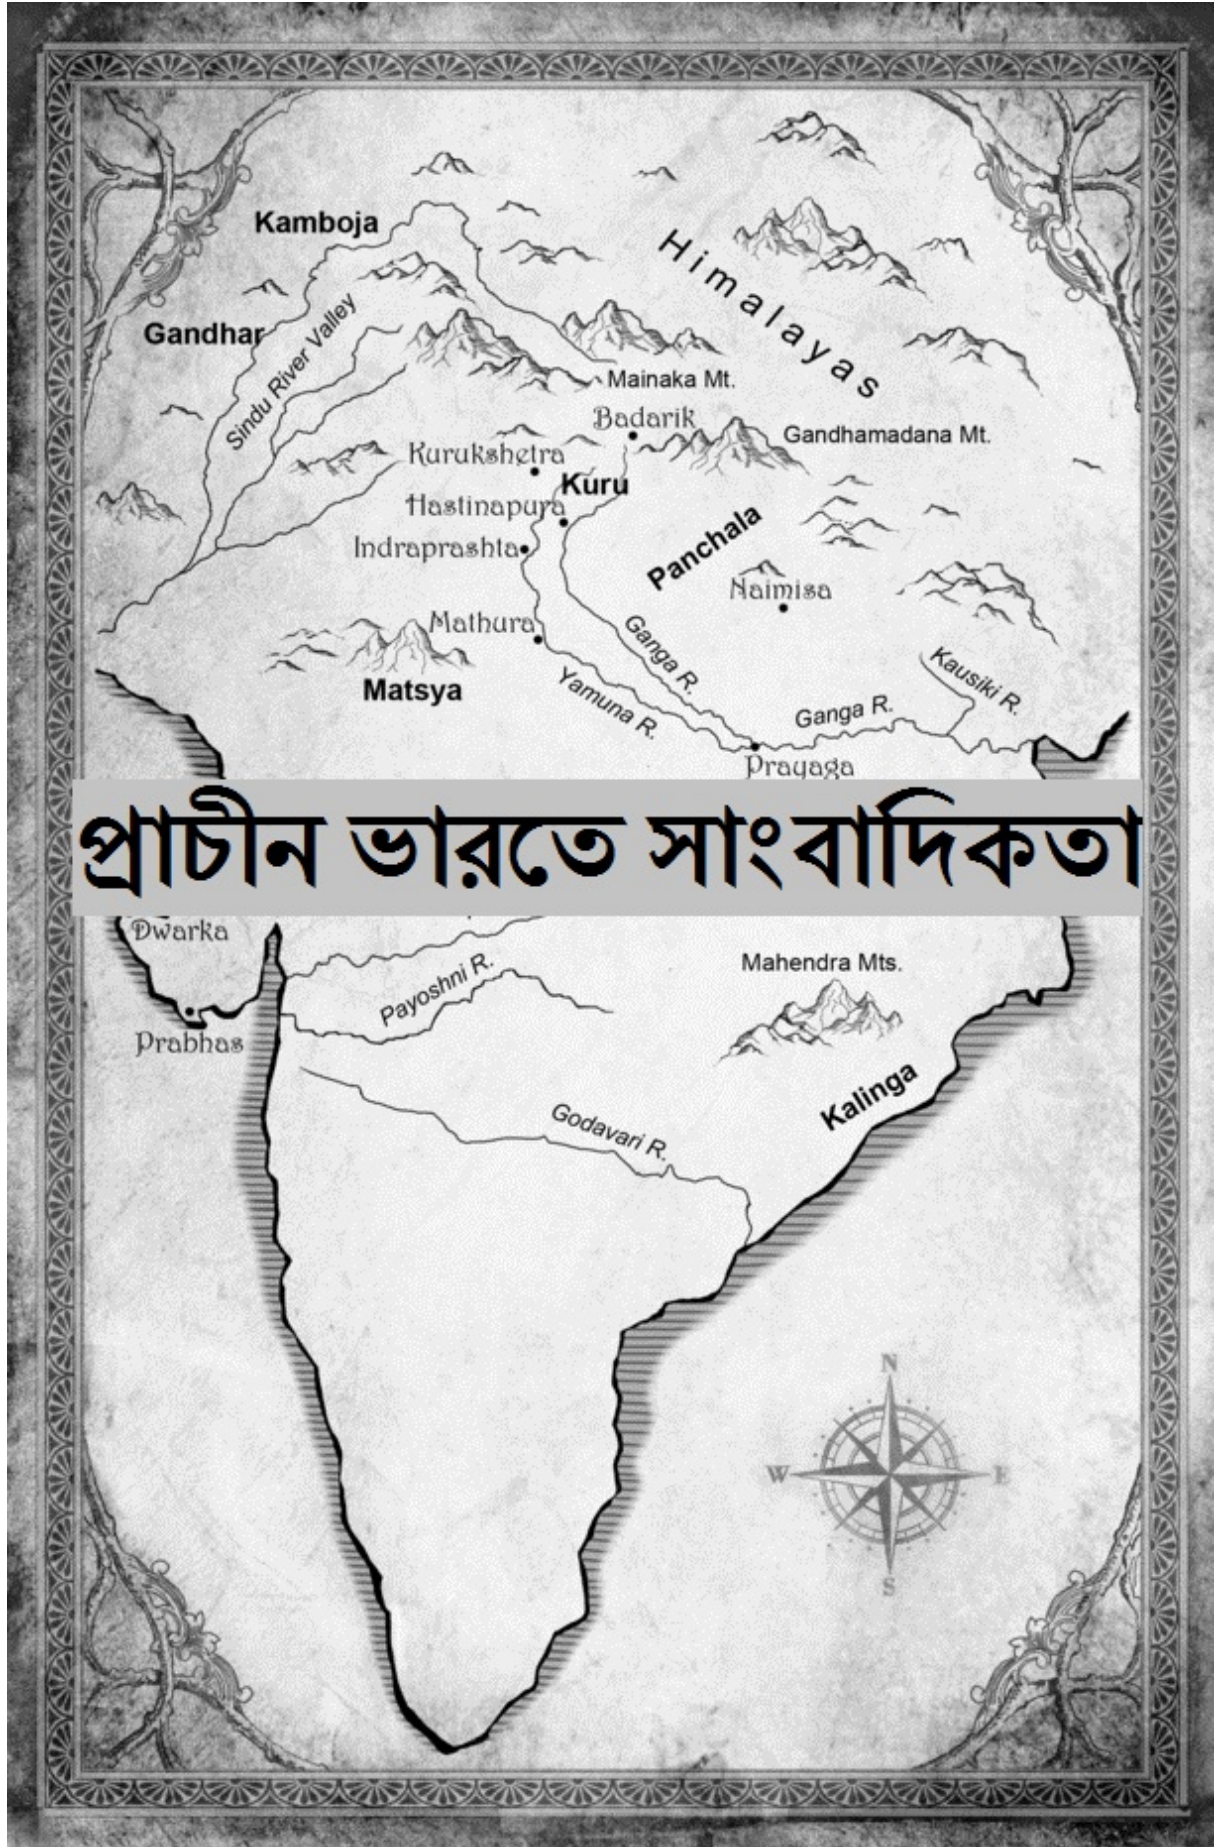 Kamboja
Himalayas
Gandhar
Sindu River Valley
Mainaka Mt.
Badarik
Gandhamadana Mt.
Kurukshetra
Kuru
Hastinapura
Panchala
Indraprashta
Naimisa
Mathura
Ganga R.
Kausiki R.
Matsya
Yamuna R.
Ganga R.
Prayaga
প্রাচীন ভারতে সাংবাদিকতা
Dwarka
Mahendra Mts.
Payoshni R.
Prabhas
Kalinga
Godavari R.
N
W E
S